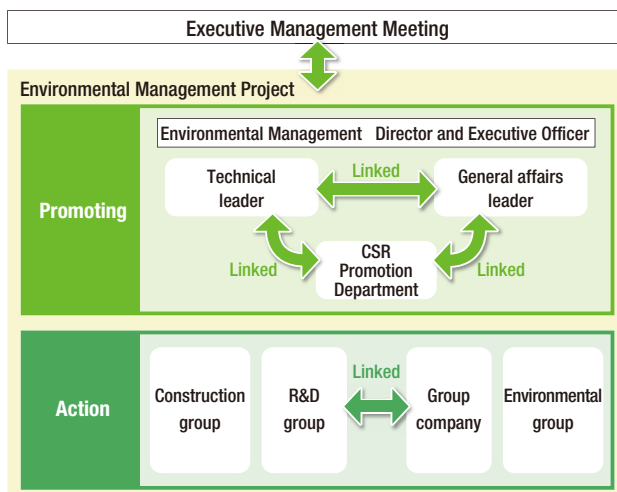 Executive Management Meeting
Environmental Management Project
Promoting
Environmental Management Director and Executive Officer
Technical
leader
Linked
General affairs
leader
Linked
CSR
Promotion
Department
Linked
Action
Construction
group
R&D
group
Linked
Group
company
Environmental
group